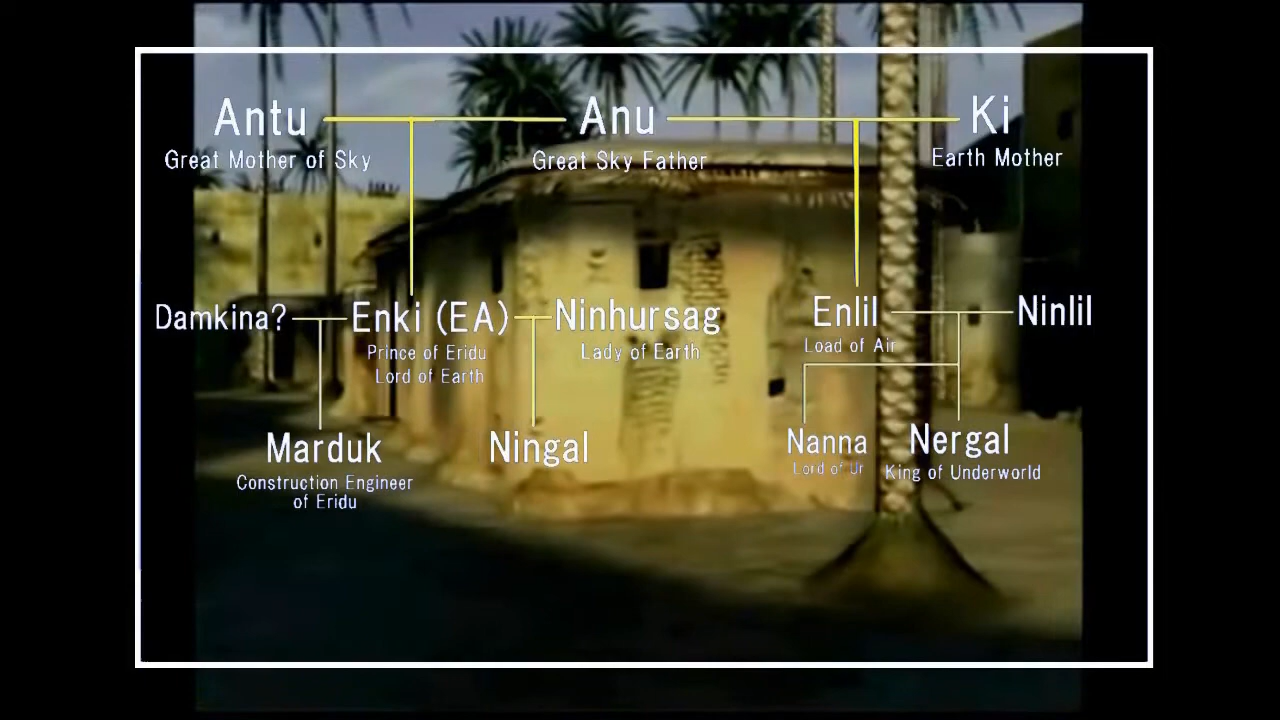 Antu
Anu
Ki
Great Mother of Sky
Great Sky Father
Earth Mother
Damkina?
Enki (EA)
Ninhursag
Enlil
Ninlil
Prince of Eridu
Lord of Earth
Lady of Earth
Load of Air
Marduk
Ningal
Nanna
Nergal
Construction Engineer
of Eridu
Lord of Ur
King of Underworld